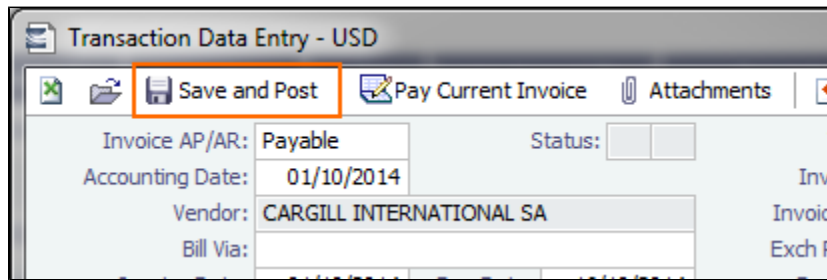 Transaction Data Entry - USD
Save and Post Pay Current Invoice Attachments
Invoice AP/AR: Payable Status:
Accounting Date: 01/10/2014
Vendor: CARGILL INTERNATIONAL SA
Bill Via: